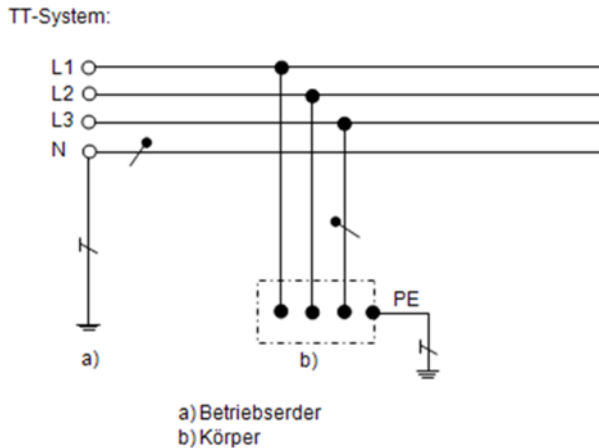 TT-System:
L1
L2
L3
N
PE
a)
b)
a) Betriebserder
b) Körper